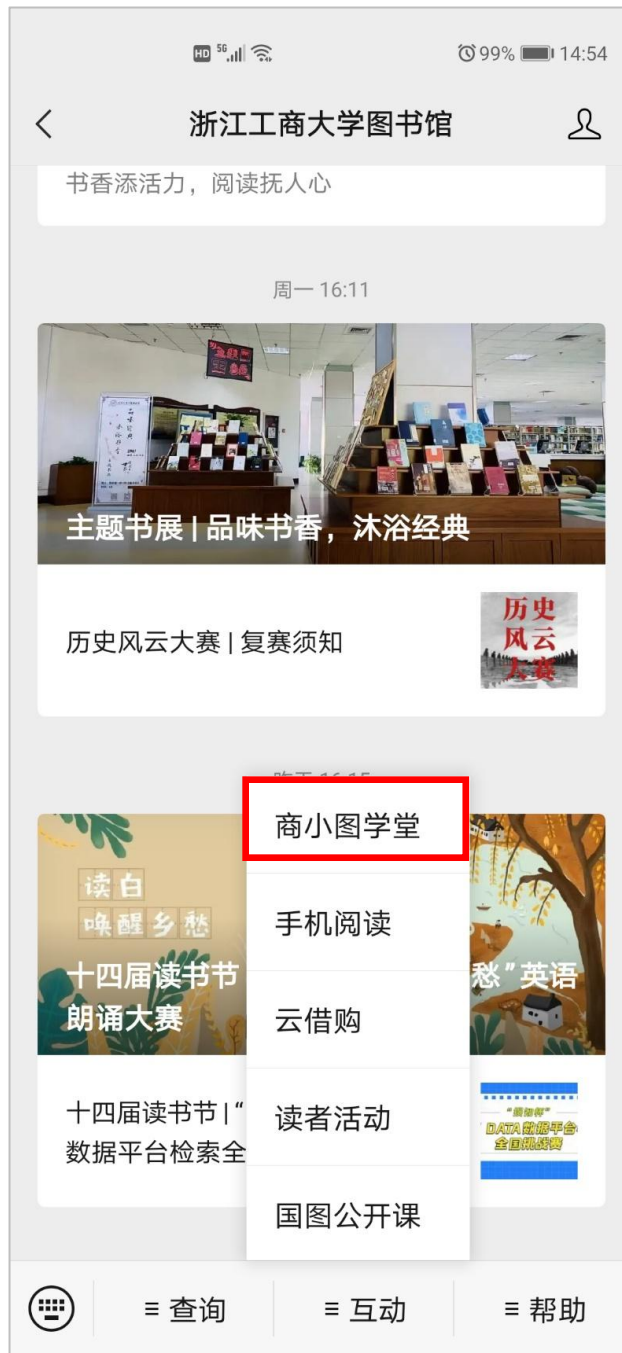 HD 5G 99% 14:54
浙江工商大学图书馆
书香添活力，阅读抚人心
周一 16:11
主题书展 | 品味书香，沐浴经典
历史风云大赛 | 复赛须知
历史
风云
大赛
商小图学堂
读白
唤醒乡愁
手机阅读
十四届读书节
愁”英语
朗诵大赛
云借购
十四届读书节 | “
数据平台检索全
读者活动
DATA数据平台
全国挑战赛
国图公开课
≡ 查询
≡ 互动
≡ 帮助